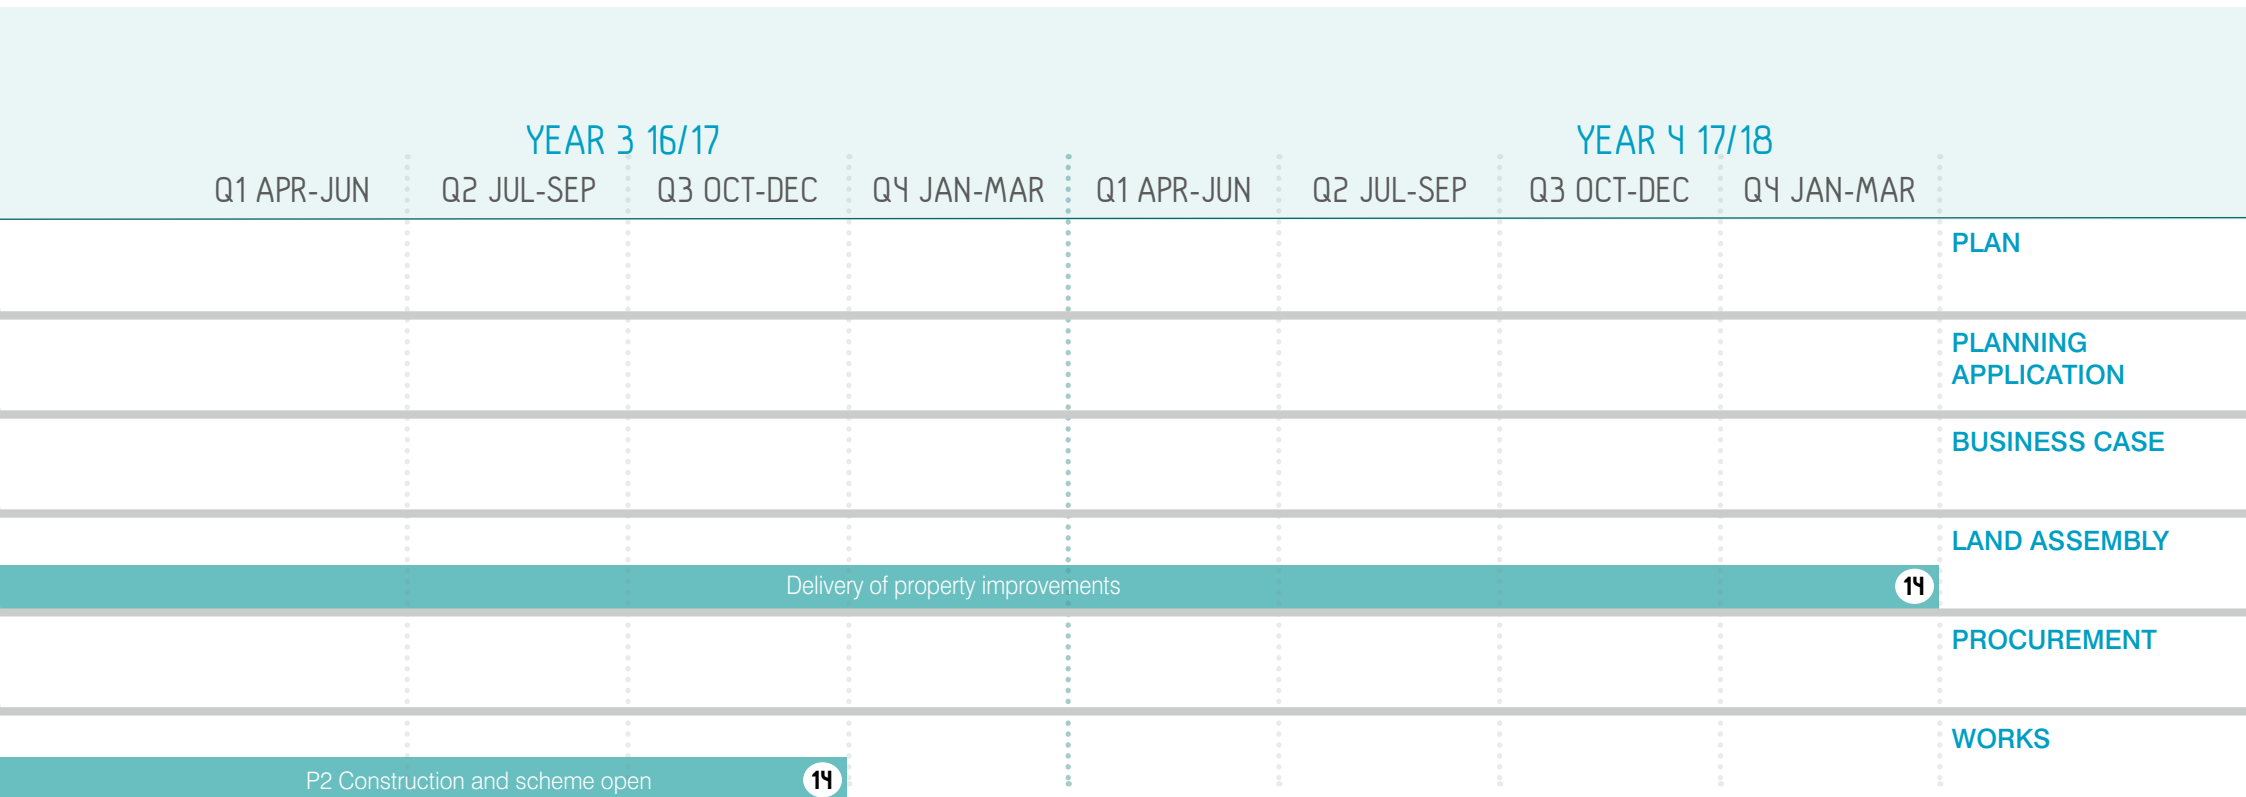 YEAR 3 16/17
YEAR 4 17/18
Q1 APR-JUN
Q2 JUL-SEP
Q3 OCT-DEC
Q4 JAN-MAR
Q1 APR-JUN
Q2 JUL-SEP
Q3 OCT-DEC
Q4 JAN-MAR
PLAN
PLANNING
APPLICATION
BUSINESS CASE
LAND ASSEMBLY
Delivery of property improvements
14
PROCUREMENT
WORKS
P2 Construction and scheme open
14